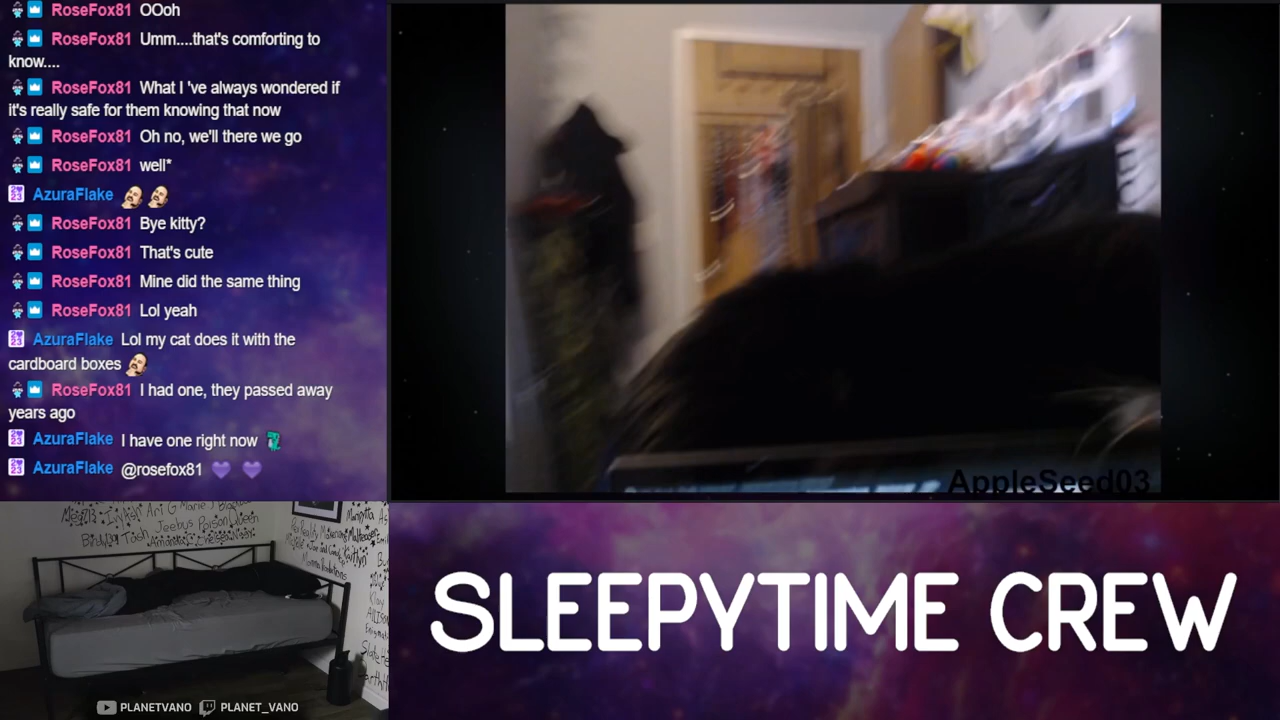 RoseFox81 OOoh
RoseFox81 Umm....that's comforting to
know....
RoseFox81 What I 've always wondered if
it's really safe for them knowing that now
RoseFox81 Oh no, we'll there we go
RoseFox81 well*
AzuraFlake
RoseFox81 Bye kitty?
RoseFox81 That's cute
RoseFox81 Mine did the same thing
RoseFox81 Lol yeah
AzuraFlake Lol my cat does it with the
cardboard boxes
RoseFox81 I had one, they passed away
years ago
AzuraFlake I have one right now
AzuraFlake @rosefox81
AppleSeed03
Jeebus Poison Queen
SLEEPYTIME CREW
PLANETVANO PLANET_VANO